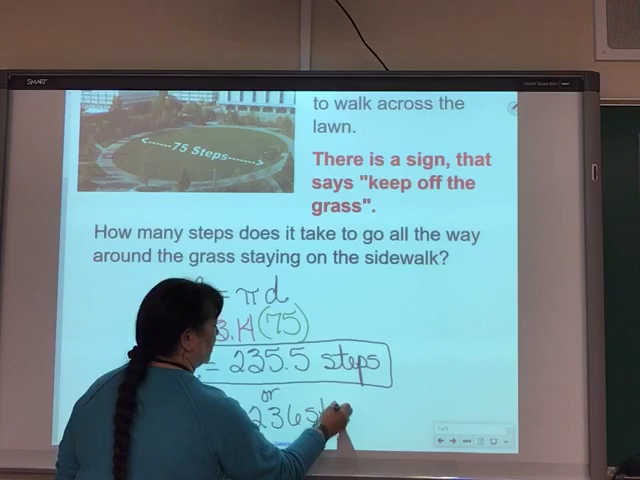 SMART
to walk across the
lawn.
<-----75 Steps------>
There is a sign, that
says "keep off the
grass".
How many steps does it take to go all the way
around the grass staying on the sidewalk?
= πd
3.14 (75)
= 235.5 steps
or
236 st